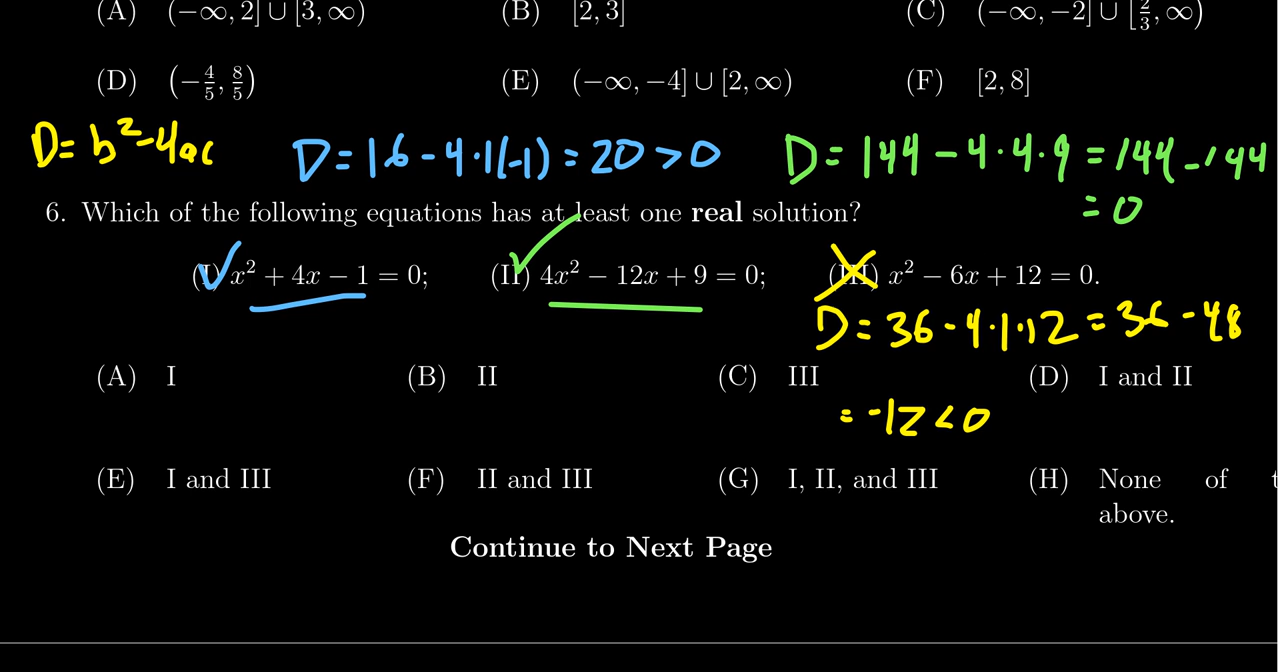 (A) (−∞, 2] ∪ [3, ∞) (B) [2, 3] (C) (−∞, −2] ∪ [2/3, ∞)
(D) (−4/5, 8/5) (E) (−∞, −4] ∪ [2, ∞) (F) [2, 8]
D = b² - 4ac D = 16 - 4·1(-1) = 20 > 0 D = 144 - 4·4·9 = 144 - 144
= 0
6. Which of the following equations has at least one real solution?
(I) x² + 4x − 1 = 0; (II) 4x² − 12x + 9 = 0; (III) x² − 6x + 12 = 0.
D = 36 - 4·1·12 = 36 - 48
(A) I (B) II (C) III (D) I and II
= -12 < 0
(E) I and III (F) II and III (G) I, II, and III (H) None of t
above.
Continue to Next Page